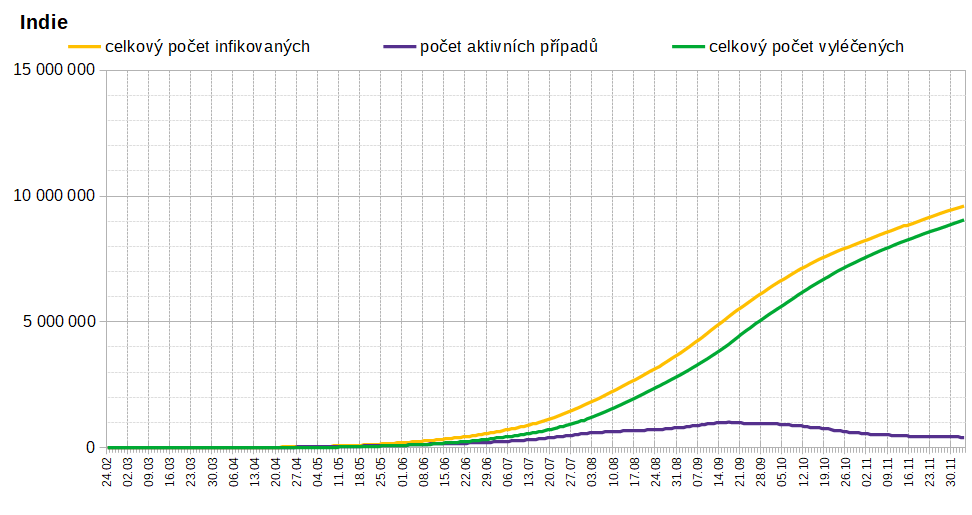 Indie
celkový počet infikovaných počet aktivních případů celkový počet vyléčených
15 000 000
10 000 000
5 000 000
0
24.02 02.03 09.03 16.03 23.03 30.03 06.04 13.04 20.04 27.04 04.05 11.05 18.05 25.05 01.06 08.06 15.06 22.06 29.06 06.07 13.07 20.07 27.07 03.08 10.08 17.08 24.08 31.08 07.09 14.09 21.09 28.09 05.10 12.10 19.10 26.10 02.11 09.11 16.11 23.11 30.11